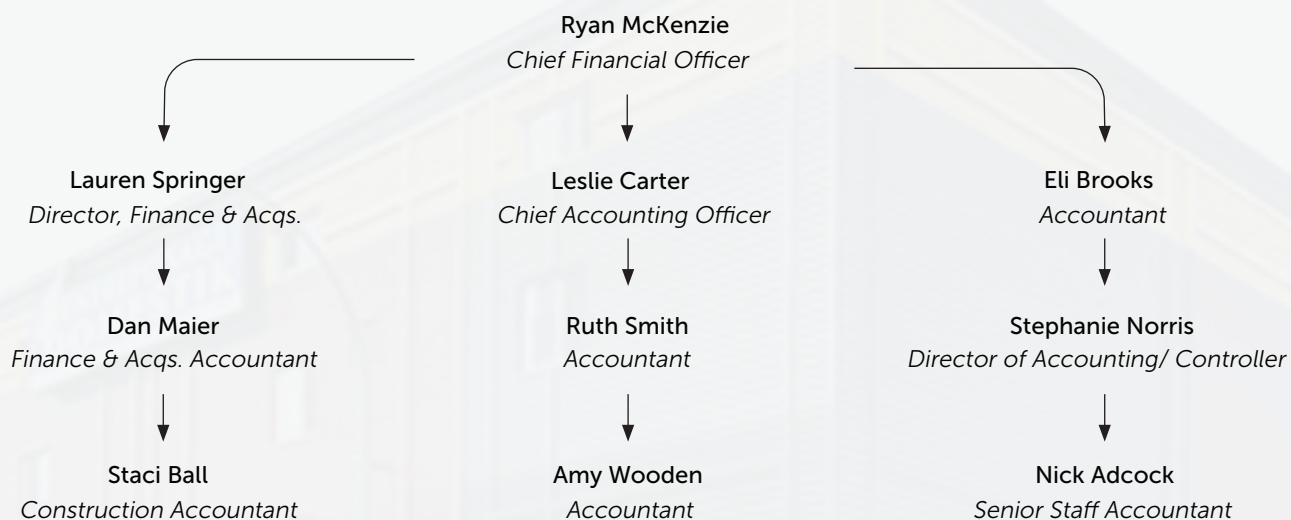 Ryan McKenzie
Chief Financial Officer
Lauren Springer
Director, Finance & Acqs.
Leslie Carter
Chief Accounting Officer
Eli Brooks
Accountant
Dan Maier
Finance & Acqs. Accountant
Ruth Smith
Accountant
Stephanie Norris
Director of Accounting/ Controller
Staci Ball
Construction Accountant
Amy Wooden
Accountant
Nick Adcock
Senior Staff Accountant